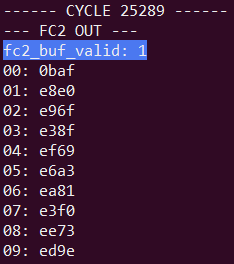 ------ CYCLE 25289 ------
--- FC2 OUT ---
fc2_buf_valid: 1
00: 0baf
01: e8e0
02: e96f
03: e38f
04: ef69
05: e6a3
06: ea81
07: e3f0
08: ee73
09: ed9e